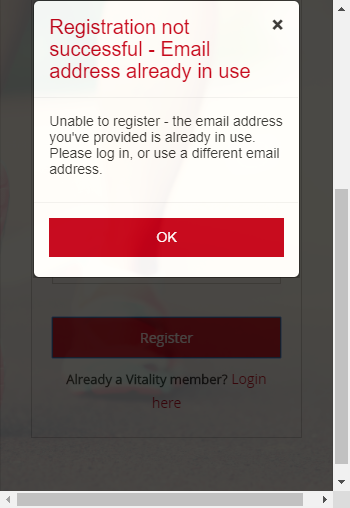 Registration not
successful - Email
address already in use
×
Unable to register - the email address
you've provided is already in use.
Please log in, or use a different email
address.
OK
Register
Already a Vitality member? Login
here